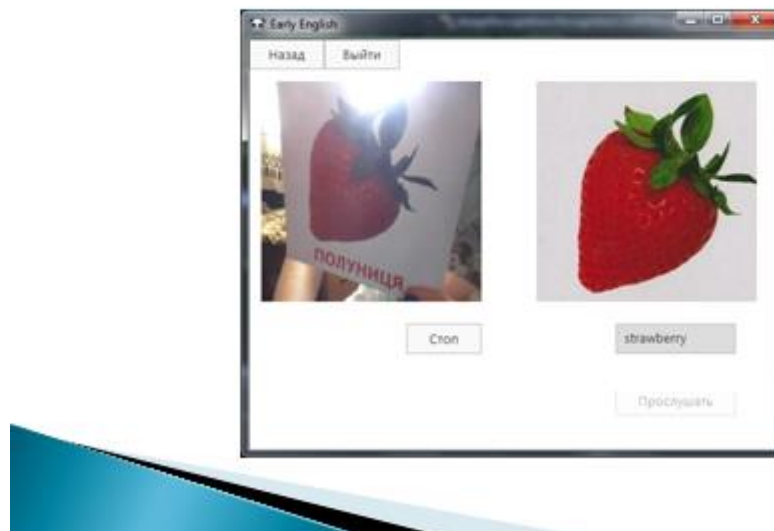 Early English
Назад Выйти
ПОЛУНИЦЯ
Стоп strawberry
Прослушать